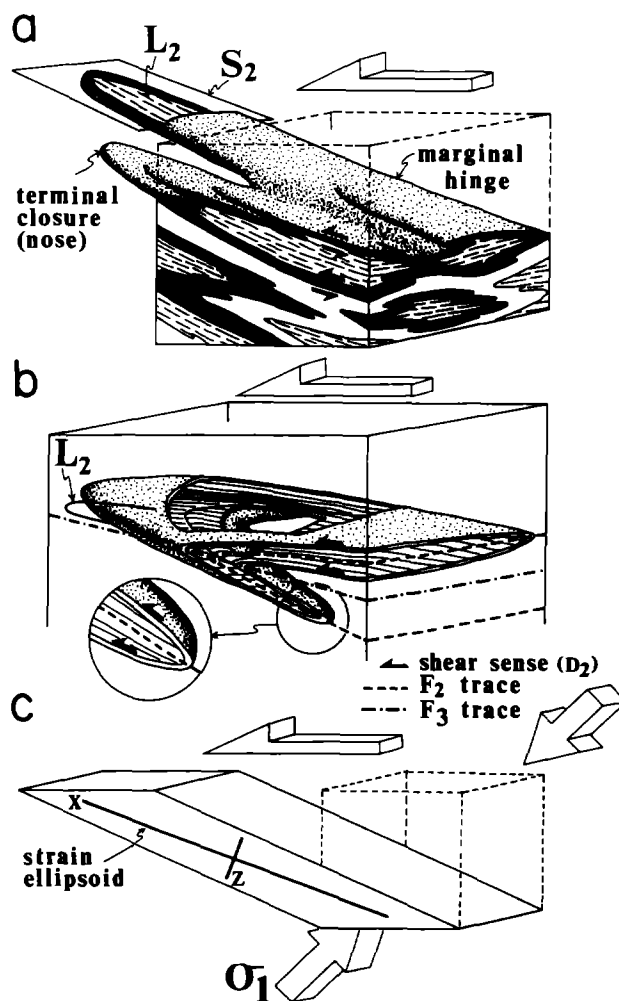 a
L2
S2
marginal
hinge
terminal
closure
(nose)
b
L2
shear sense (D2)
F2 trace
F3 trace
c
X
strain
ellipsoid
Z
σ1